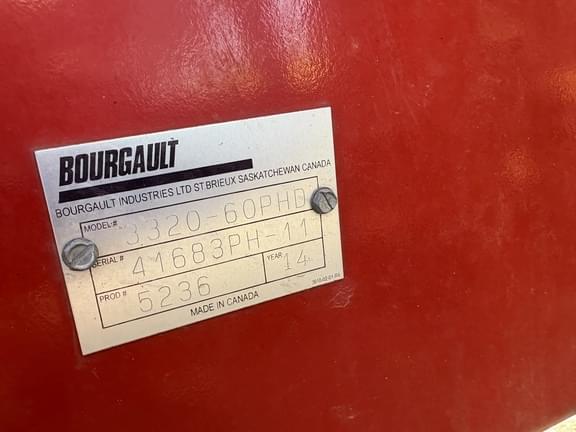 BOURGAULT
BOURGAULT INDUSTRIES LTD ST.BRIEUX SASKATCHEWAN CANADA
MODEL# 3320-60PHD
SERIAL # 41683PH-11
PROD # 5236 YEAR 14
MADE IN CANADA